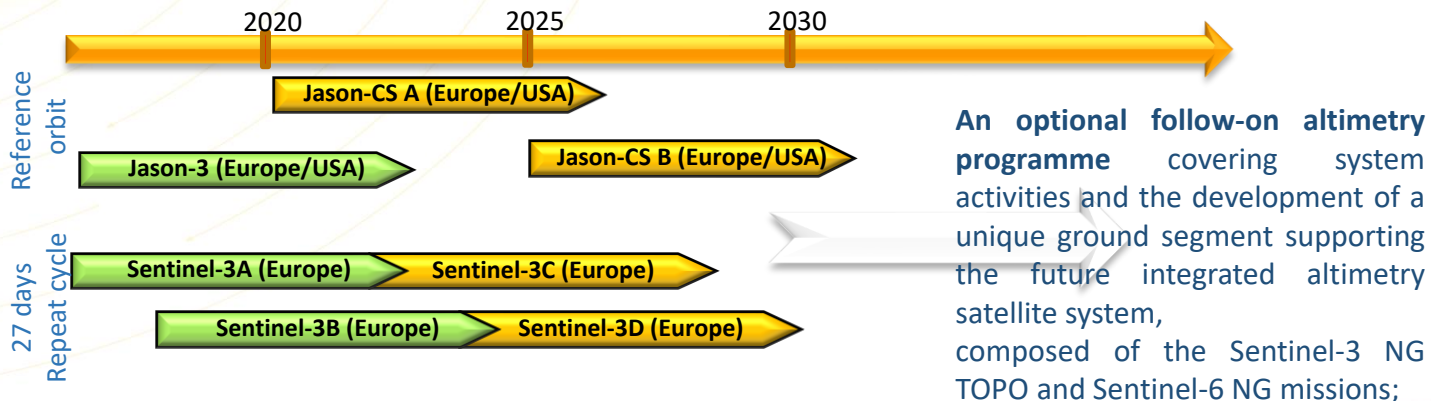 2020 2025 2030
Reference
orbit
Jason-CS A (Europe/USA)
Jason-3 (Europe/USA)
Jason-CS B (Europe/USA)
27 days
Repeat cycle
Sentinel-3A (Europe)
Sentinel-3C (Europe)
Sentinel-3B (Europe)
Sentinel-3D (Europe)
An optional follow-on altimetry
programme covering system
activities and the development of a
unique ground segment supporting
the future integrated altimetry
satellite system,
composed of the Sentinel-3 NG
TOPO and Sentinel-6 NG missions;